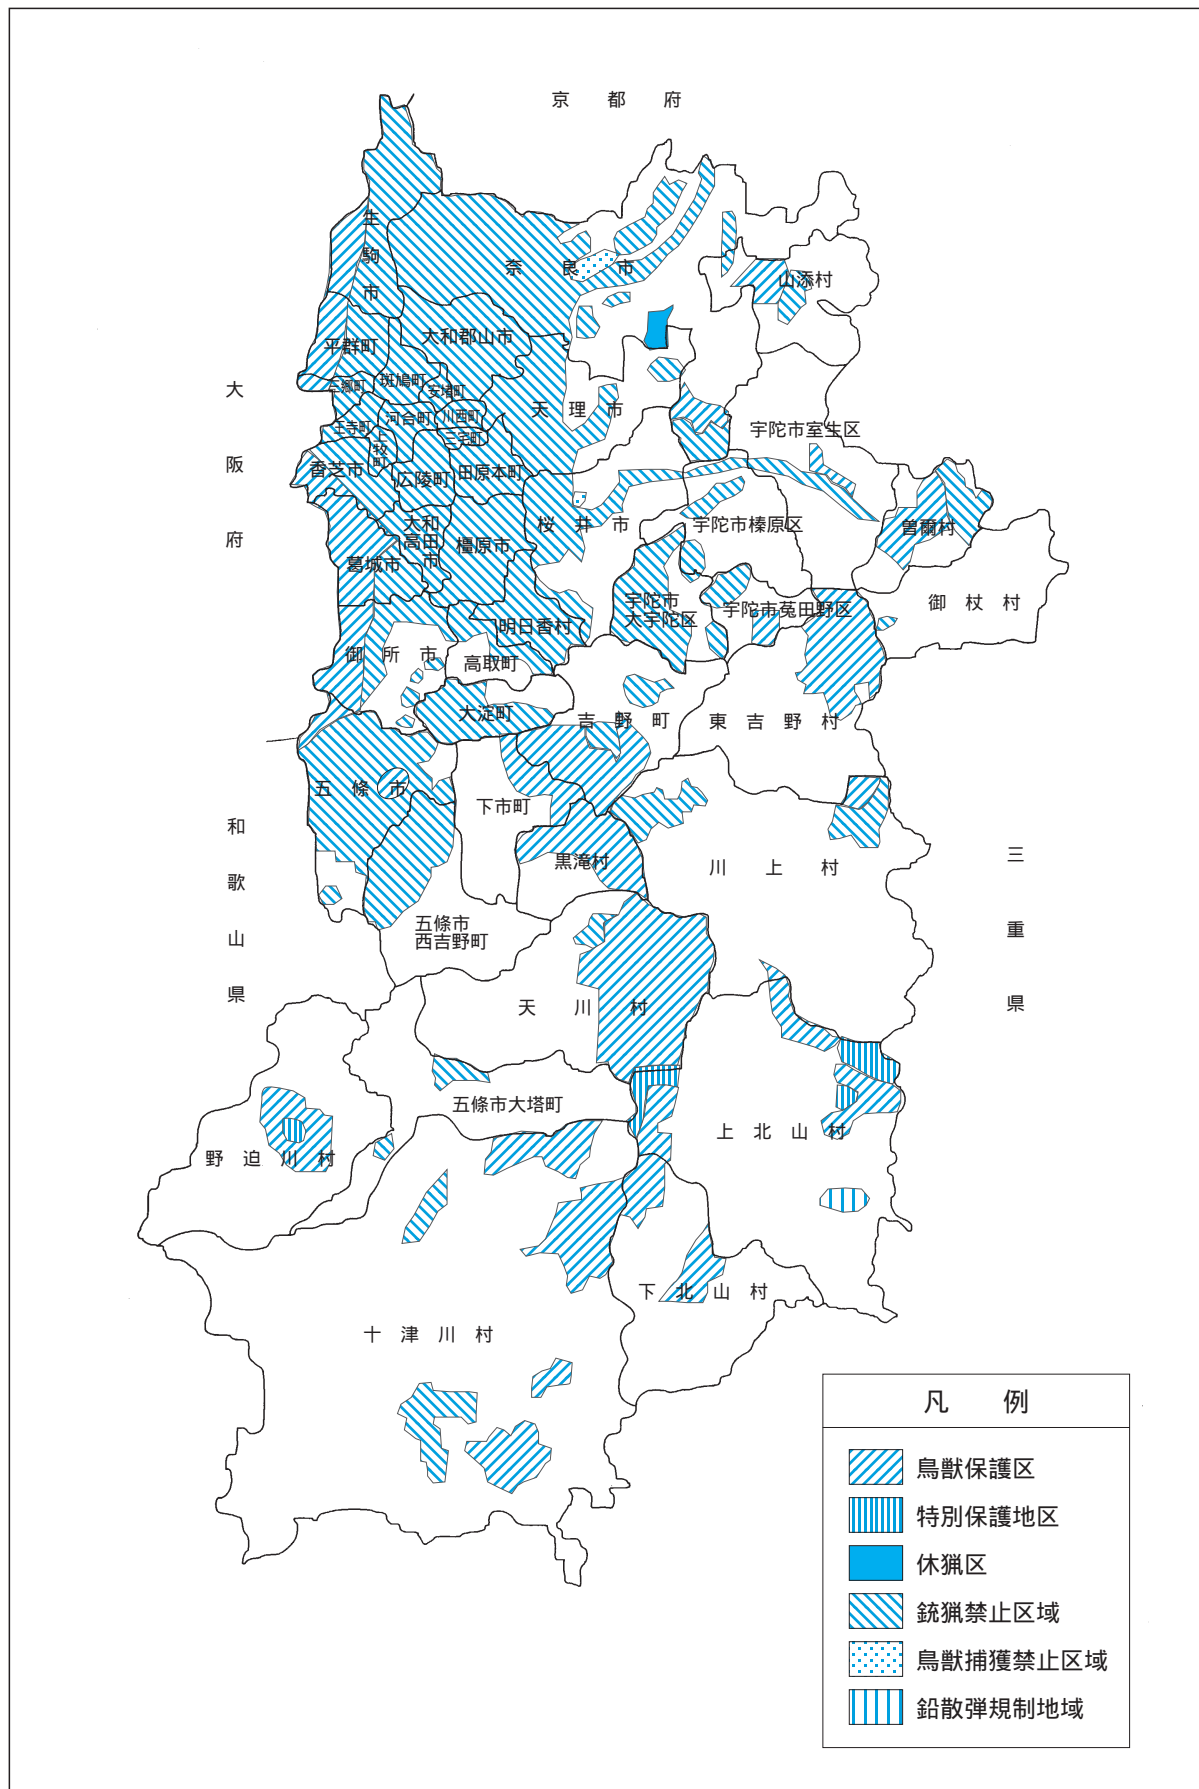 京都府
生駒市
奈良市
山添村
大和郡山市
平群町
三郷町
斑鳩町
安堵町
大阪府
天理市
王寺町
河合町
川西町
三宅町
上牧町
宇陀市室生区
香芝市
広陵町
田原本町
大和
高田
市
橿原市
桜井市
宇陀市榛原区
曽爾村
葛城市
御杖村
宇陀市
大宇陀区
宇陀市菟田野区
明日香村
御所市
高取町
大淀町
吉野町
東吉野村
五條市
下市町
和歌山県
黒滝村
川上村
三重県
五條市
西吉野町
天川村
五條市大塔町
上北山村
野迫川村
下北山村
十津川村
凡例
鳥獣保護区
特別保護地区
休猟区
銃猟禁止区域
鳥獣捕獲禁止区域
鉛散弾規制地域